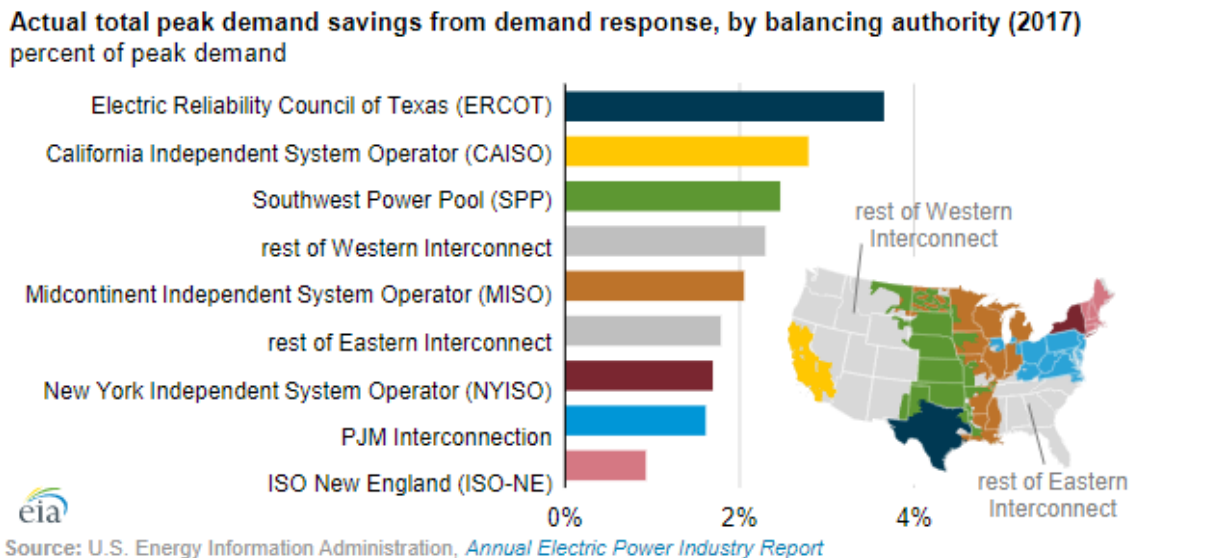 Actual total peak demand savings from demand response, by balancing authority (2017)
percent of peak demand
Electric Reliability Council of Texas (ERCOT)
California Independent System Operator (CAISO)
Southwest Power Pool (SPP)
rest of Western Interconnect
Midcontinent Independent System Operator (MISO)
rest of Eastern Interconnect
New York Independent System Operator (NYISO)
PJM Interconnection
ISO New England (ISO-NE)
0%
2%
4%
rest of Western
Interconnect
rest of Eastern
Interconnect
eia
Source: U.S. Energy Information Administration, Annual Electric Power Industry Report